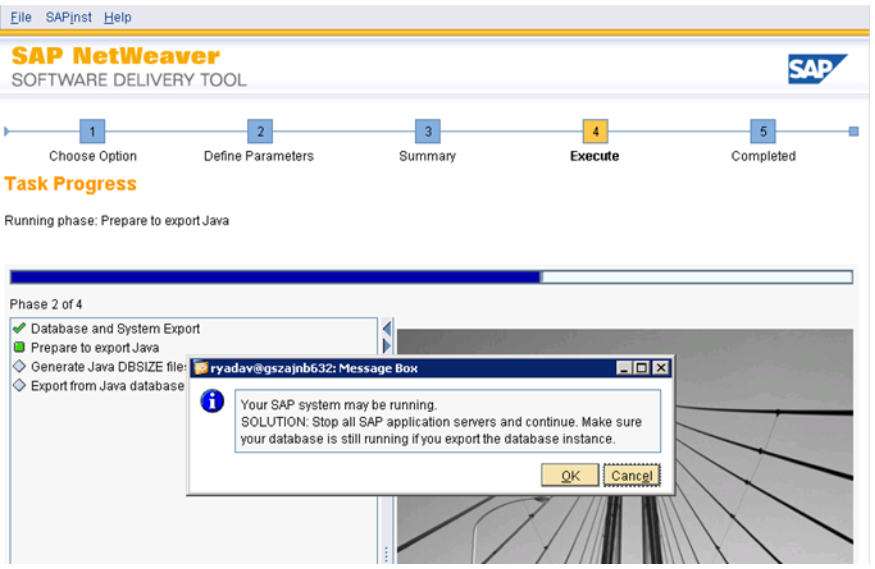 File SAPinst Help
SAP NetWeaver
SOFTWARE DELIVERY TOOL
SAP
1 2 3 4 5
Choose Option Define Parameters Summary Execute Completed
Task Progress
Running phase: Prepare to export Java
Phase 2 of 4
Database and System Export
Prepare to export Java
Generate Java DBSIZE file
Export from Java database
ryadav@gszajnb632: Message Box
Your SAP system may be running.
SOLUTION: Stop all SAP application servers and continue. Make sure
your database is still running if you export the database instance.
OK Cancel